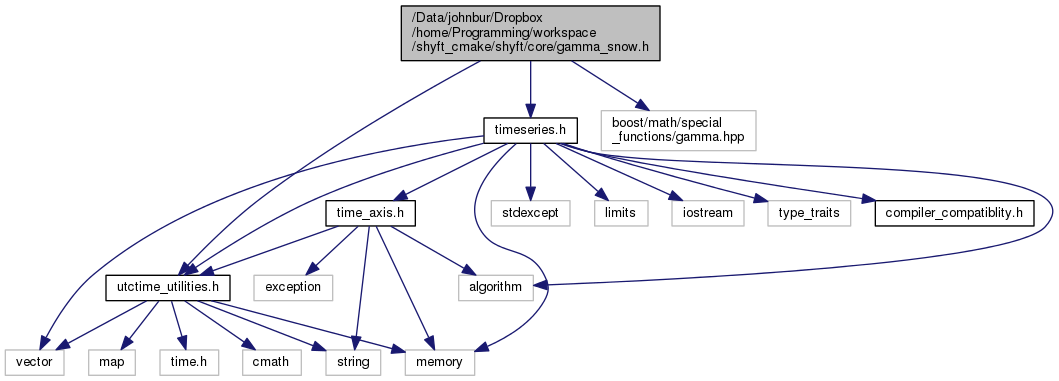 /Data/johnbur/Dropbox
/home/Programming/workspace
/shyft_cmake/shyft/core/gamma_snow.h
timeseries.h
boost/math/special
_functions/gamma.hpp
time_axis.h
stdexcept
limits
iostream
type_traits
compiler_compatiblity.h
utctime_utilities.h
exception
algorithm
vector
map
time.h
cmath
string
memory